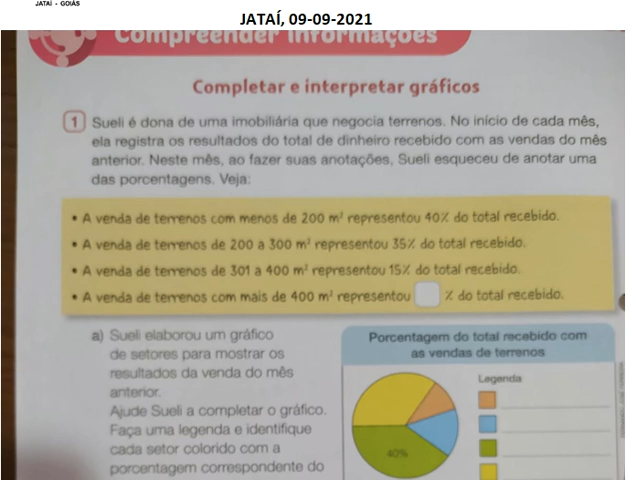 JATAÍ - GOIÁS
JATAÍ, 09-09-2021
Compreender informações
Completar e interpretar gráficos
1 Sueli é dona de uma imobiliária que negocia terrenos. No início de cada mês,
ela registra os resultados do total de dinheiro recebido com as vendas do mês
anterior. Neste mês, ao fazer suas anotações, Sueli esqueceu de anotar uma
das porcentagens. Veja:
• A venda de terrenos com menos de 200 m² representou 40% do total recebido.
• A venda de terrenos de 200 a 300 m² representou 35% do total recebido.
• A venda de terrenos de 301 a 400 m² representou 15% do total recebido.
• A venda de terrenos com mais de 400 m² representou % do total recebido.
a) Sueli elaborou um gráfico
de setores para mostrar os
resultados da venda do mês
anterior.
Ajude Sueli a completar o gráfico.
Faça uma legenda e identifique
cada setor colorido com a
porcentagem correspondente do
Porcentagem do total recebido com
as vendas de terrenos
Legenda
40%